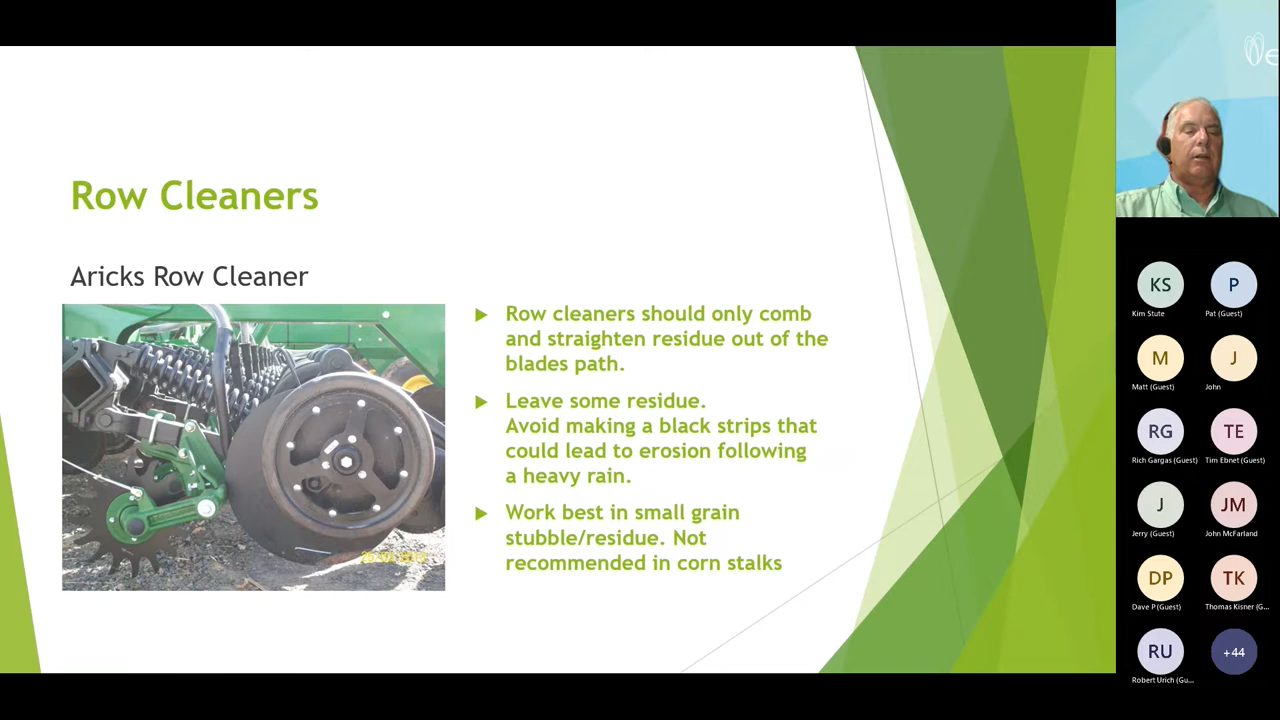 Row Cleaners
Aricks Row Cleaner
Row cleaners should only comb
and straighten residue out of the
blades path.
Leave some residue.
Avoid making a black strips that
could lead to erosion following
a heavy rain.
Work best in small grain
stubble/residue. Not
recommended in corn stalks
KS
Kim Stute
P
Pat (Guest)
M
Matt (Guest)
J
John
RG
Rich Gargas (Guest)
TE
Tim Ebnet (Guest)
J
Jerry (Guest)
JM
John McFarland
DP
Dave P (Guest)
TK
Thomas Kisner (G...
RU
Robert Urich (Gu...
+44